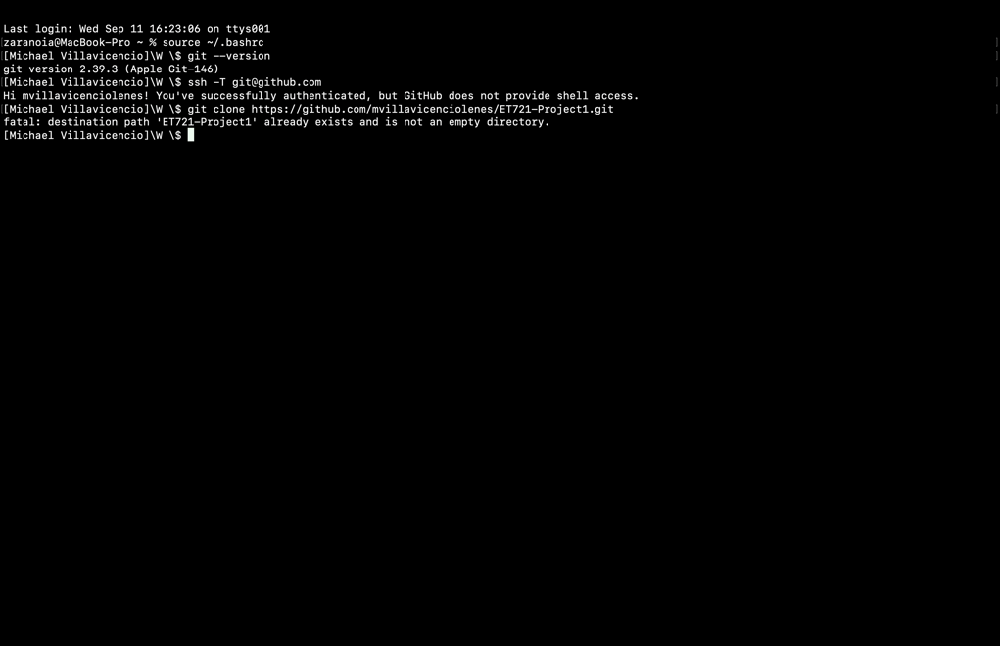 Last login: Wed Sep 11 16:23:06 on ttys001
[zaranoia@MacBook-Pro ~ % source ~/.bashrc
[[Michael Villavicencio]\W \$ git --version
git version 2.39.3 (Apple Git-146)
[[Michael Villavicencio]\W \$ ssh -T git@github.com
Hi mvillavicenciolenes! You've successfully authenticated, but GitHub does not provide shell access.
[[Michael Villavicencio]\W \$ git clone https://github.com/mvillavicenciolenes/ET721-Project1.git
fatal: destination path 'ET721-Project1' already exists and is not an empty directory.
[Michael Villavicencio]\W \$